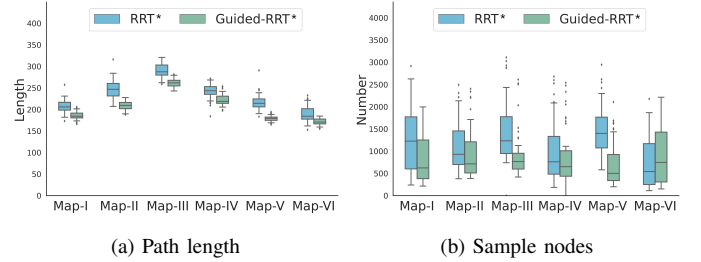 RRT* Guided-RRT*
400
350
300
250
200
150
100
50
0
Length
Map-I Map-II Map-III Map-IV Map-V Map-VI
(a) Path length
RRT* Guided-RRT*
4000
3500
3000
2500
2000
1500
1000
500
0
Number
Map-I Map-II Map-III Map-IV Map-V Map-VI
(b) Sample nodes